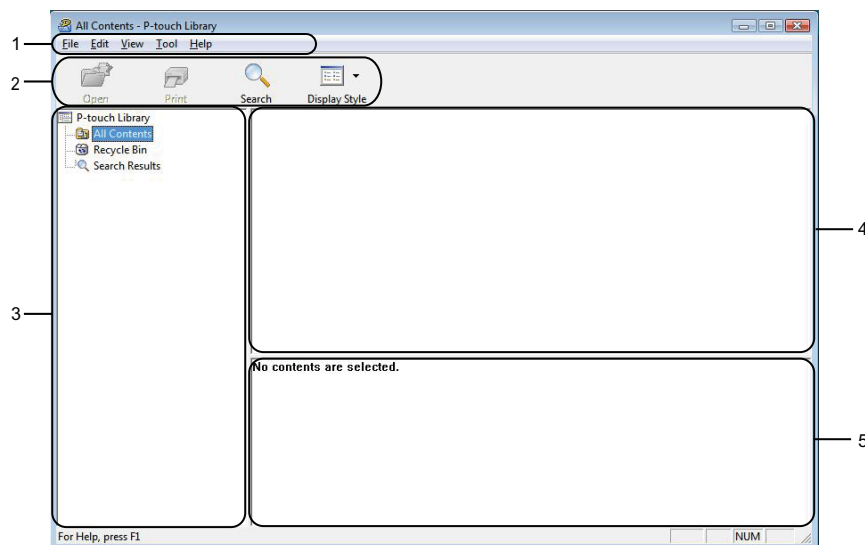 All Contents - P-touch Library
1
File Edit View Tool Help
2
Open Print Search Display Style
P-touch Library
All Contents
Recycle Bin
Search Results
3
4
No contents are selected.
5
For Help, press F1 NUM